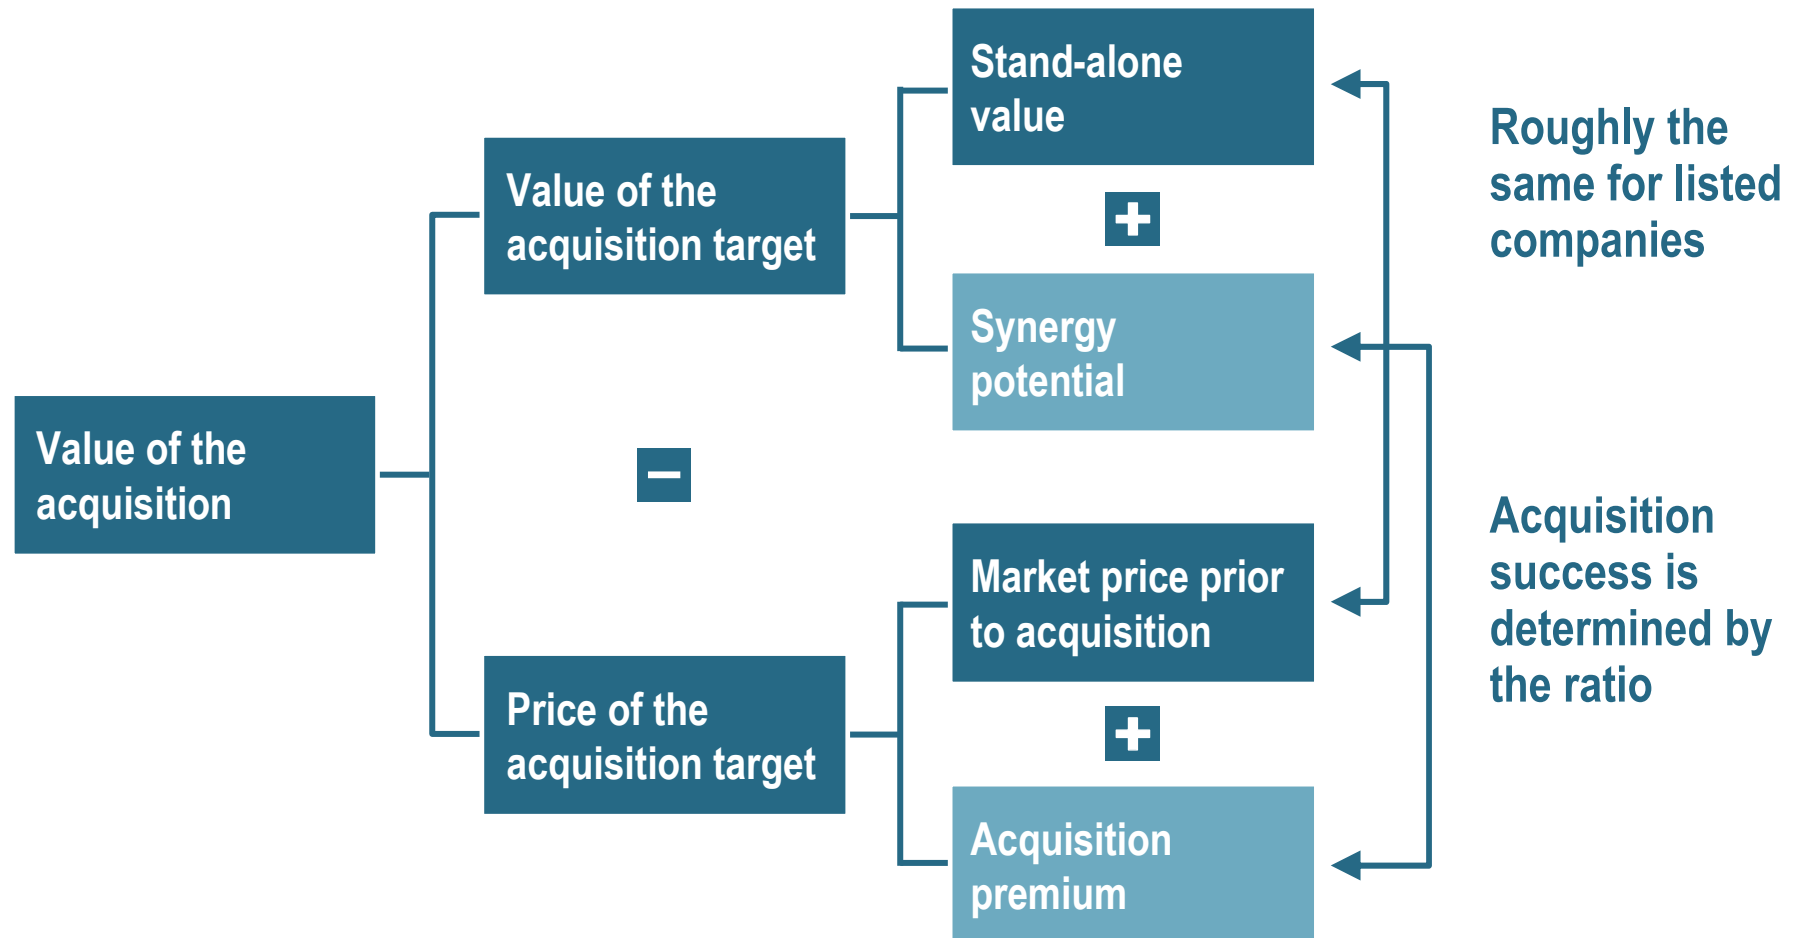 Stand-alone
value
Roughly the
same for listed
companies
Value of the
acquisition target
+
Synergy
potential
Value of the
acquisition
−
Acquisition
success is
determined by
the ratio
Market price prior
to acquisition
Price of the
acquisition target
+
Acquisition
premium